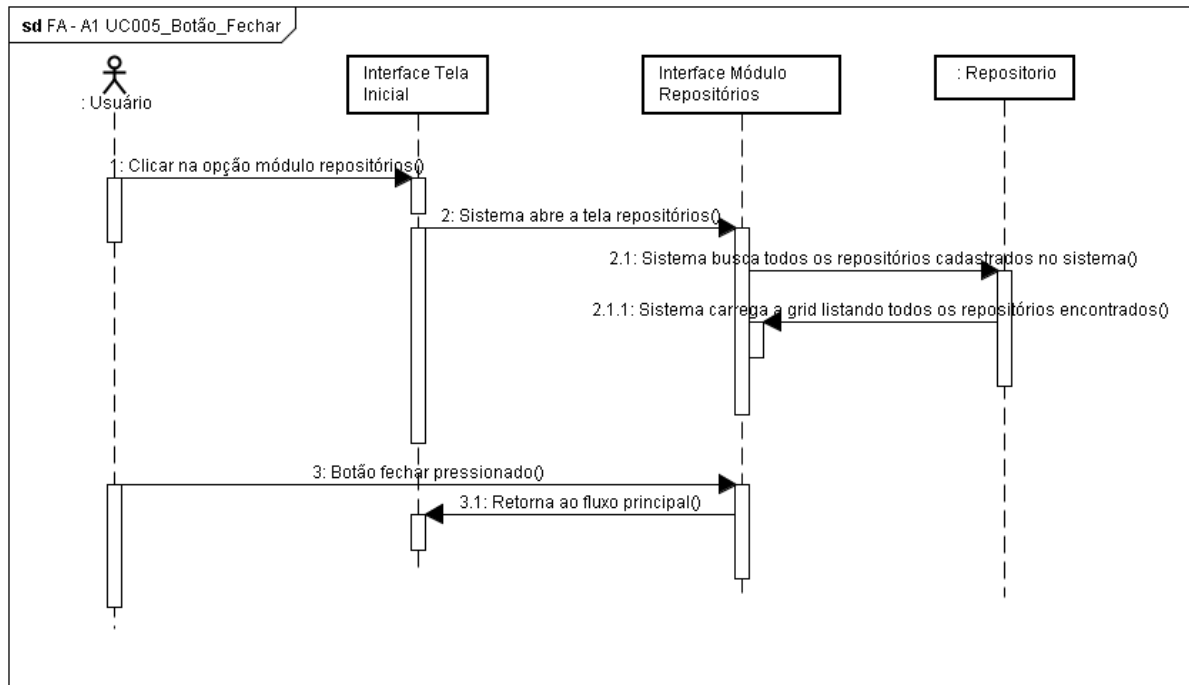 sd FA - A1 UC005_Botão_Fechar
: Usuário
Interface Tela
Inicial
Interface Módulo
Repositórios
: Repositorio
1: Clicar na opção módulo repositórios()
2: Sistema abre a tela repositórios()
2.1: Sistema busca todos os repositórios cadastrados no sistema()
2.1.1: Sistema carrega a grid listando todos os repositórios encontrados()
3: Botão fechar pressionado()
3.1: Retorna ao fluxo principal()